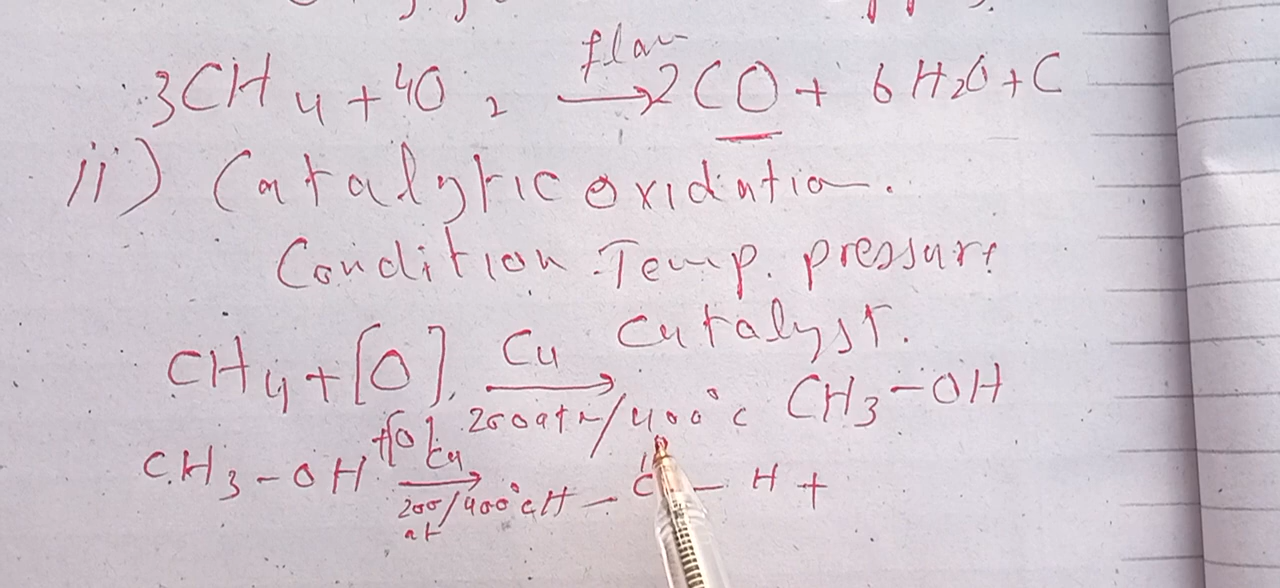 flam
3CH4 + 4O2 → 2CO + 6H2O + C
ii) Catalytic oxidation.
Condition Temp. pressure
Catalyst.
CH4 + [O] Cu → CH3-OH
200atm/400°C
CH3-OH + [O] Cu → H-C-H +
200/400°C
at